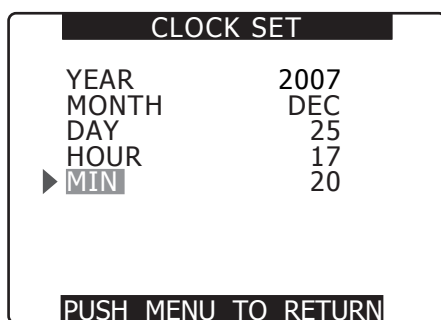 CLOCK SET
YEAR 2007
MONTH DEC
DAY 25
HOUR 17
MIN 20
PUSH MENU TO RETURN